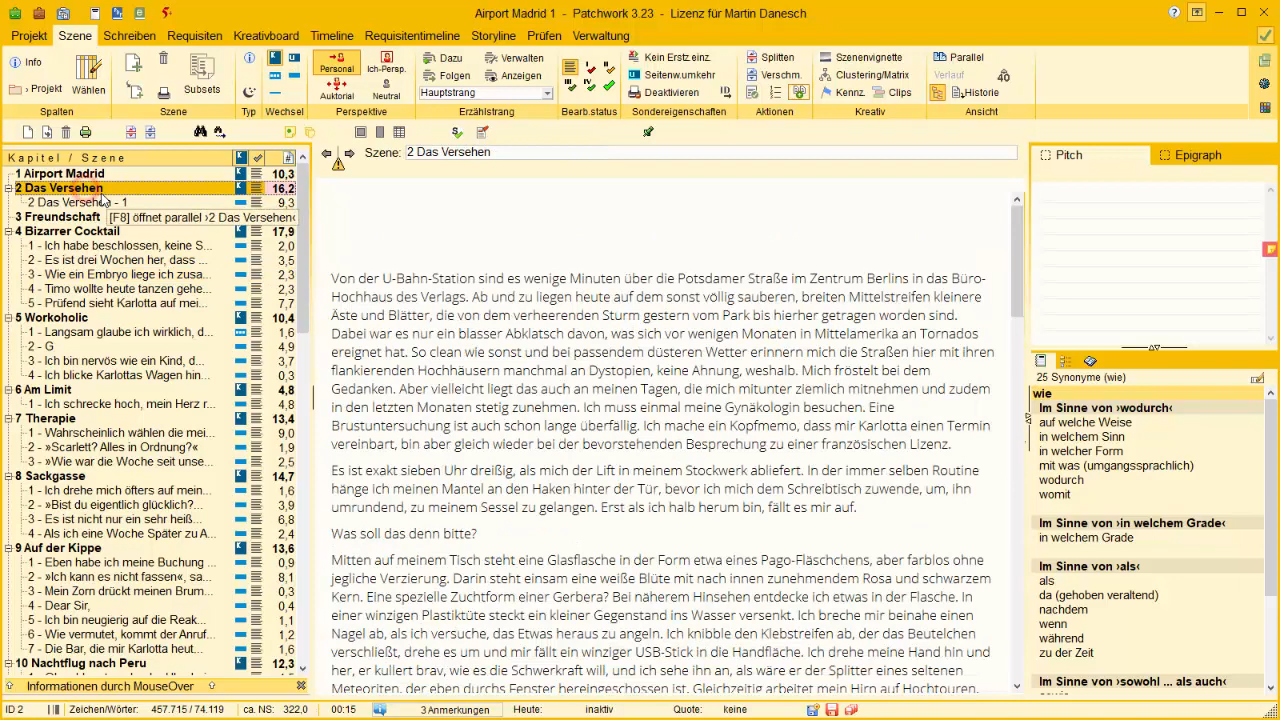 Airport Madrid 1 - Patchwork 3.23 - Lizenz für Martin Danesch
Projekt Szene Schreiben Requisiten Kreativboard Timeline Requisitentimeline Storyline Prüfen Verwaltung
Info
› Projekt
Wählen
Spalten
Subsets
Szene
Typ
Wechsel
Personal
Ich-Persp.
Auktorial
Neutral
Perspektive
Dazu
Verwalten
Folgen
Anzeigen
Hauptstrang
Erzählstrang
Bearb.status
Kein Erstz.einz.
Seitenw.umkehr
Deaktivieren
ID
Sondereigenschaften
Splitten
Verschm.
Aktionen
Szenenvignette
Clustering/Matrix
Kennz.
Clips
Kreativ
Parallel
Verlauf
Historie
Ansicht
Kapitel / Szene #
1 Airport Madrid 10,3
2 Das Versehen 16,2
2 Das Versehen - 1 9,3
3 Freundschaft
[F8] öffnet parallel ›2 Das Versehen‹
4 Bizarrer Cocktail 17,9
1 - Ich habe beschlossen, keine S... 2,0
2 - Es ist drei Wochen her, dass ... 3,5
3 - Wie ein Embryo liege ich zusa... 2,3
4 - Timo wollte heute tanzen gehe... 2,3
5 - Prüfend sieht Karlotta auf mei... 7,7
5 Workoholic 10,4
1 - Langsam glaube ich wirklich, d... 1,6
2 - G 4,9
3 - Ich bin nervös wie ein Kind, d... 3,7
4 - Ich blicke Karlottas Wagen hin... 0,3
6 Am Limit 4,8
1 - Ich schrecke hoch, mein Herz r... 4,8
7 Therapie 13,4
1 - Wahrscheinlich wählen die mei... 9,0
2 - »Scarlett? Alles in Ordnung?« 1,9
3 - »Wie war die Woche seit unse... 2,5
8 Sackgasse 14,7
1 - Ich drehe mich öfters auf mein... 1,6
2 - »Bist du eigentlich glücklich?... 3,9
3 - Es ist nicht nur ein sehr heiß... 6,8
4 - Als ich eine Woche Später zu A... 2,4
9 Auf der Kippe 13,6
1 - Eben habe ich meine Buchung ... 0,9
2 - »Ich kann es nicht fassen«, sa... 8,1
3 - Mein Zorn drückt meinen Brum... 2,1
4 - Dear Sir, 0,4
5 - Ich bin neugierig auf die Reak... 1,1
6 - Wie vermutet, kommt der Anruf... 1,2
7 - Die Bar, die mir Karlotta heut... 1,7
10 Nachtflug nach Peru 12,3
Informationen durch MouseOver
Szene: 2 Das Versehen
Von der U-Bahn-Station sind es wenige Minuten über die Potsdamer Straße im Zentrum Berlins in das Büro-
Hochhaus des Verlags. Ab und zu liegen heute auf dem sonst völlig sauberen, breiten Mittelstreifen kleinere
Äste und Blätter, die von dem verheerenden Sturm gestern vom Park bis hierher getragen worden sind.
Dabei war es nur ein blasser Abklatsch davon, was sich vor wenigen Monaten in Mittelamerika an Tornados
ereignet hat. So clean wie sonst und bei passendem düsteren Wetter erinnern mich die Straßen hier mit ihren
flankierenden Hochhäusern manchmal an Dystopien, keine Ahnung, weshalb. Mich fröstelt bei dem
Gedanken. Aber vielleicht liegt das auch an meinen Tagen, die mich mitunter ziemlich mitnehmen und zudem
in den letzten Monaten stetig zunehmen. Ich muss einmal meine Gynäkologin besuchen. Eine
Brustuntersuchung ist auch schon lange überfällig. Ich mache ein Kopfmemo, dass mir Karlotta einen Termin
vereinbart, bin aber gleich wieder bei der bevorstehenden Besprechung zu einer französischen Lizenz.
Es ist exakt sieben Uhr dreißig, als mich der Lift in meinem Stockwerk abliefert. In der immer selben Routine
hänge ich meinen Mantel an den Haken hinter der Tür, bevor ich mich dem Schreibtisch zuwende, um, ihn
umrundend, zu meinem Sessel zu gelangen. Erst als ich halb herum bin, fällt es mir auf.
Was soll das denn bitte?
Mitten auf meinem Tisch steht eine Glasflasche in der Form etwa eines Pago-Fläschchens, aber farblos ohne
jegliche Verzierung. Darin steht einsam eine weiße Blüte mit nach innen zunehmendem Rosa und schwarzem
Kern. Eine spezielle Zuchtform einer Gerbera? Bei näherem Hinsehen entdecke ich etwas in der Flasche. In
einer winzigen Plastiktüte steckt ein kleiner Gegenstand ins Wasser versenkt. Ich breche mir beinahe einen
Nagel ab, als ich versuche, das Etwas heraus zu angeln. Ich knibble den Klebstreifen ab, der das Beutelchen
verschließt, drehe es um und mir fällt ein winziger USB-Stick in die Handfläche. Ich drehe meine Hand hin und
her, er kullert brav, wie es die Schwerkraft will, und ich sehe ihn an, als wäre er der Splitter eines seltenen
Meteoriten, der eben durchs Fenster hereingeschossen ist. Gleichzeitig arbeitet mein Hirn auf Hochtouren.
Pitch
Epigraph
25 Synonyme (wie)
wie
Im Sinne von ›wodurch‹
auf welche Weise
in welchem Sinn
in welcher Form
mit was (umgangssprachlich)
wodurch
womit
Im Sinne von ›in welchem Grade‹
in welchem Grade
Im Sinne von ›als‹
als
da (gehoben veraltend)
nachdem
wenn
während
zu der Zeit
Im Sinne von ›sowohl ... als auch‹
ID 2 Zeichen/Wörter: 457.715 / 74.119 ca. NS: 322,0 00:15 3 Anmerkungen Heute: inaktiv Quote: keine